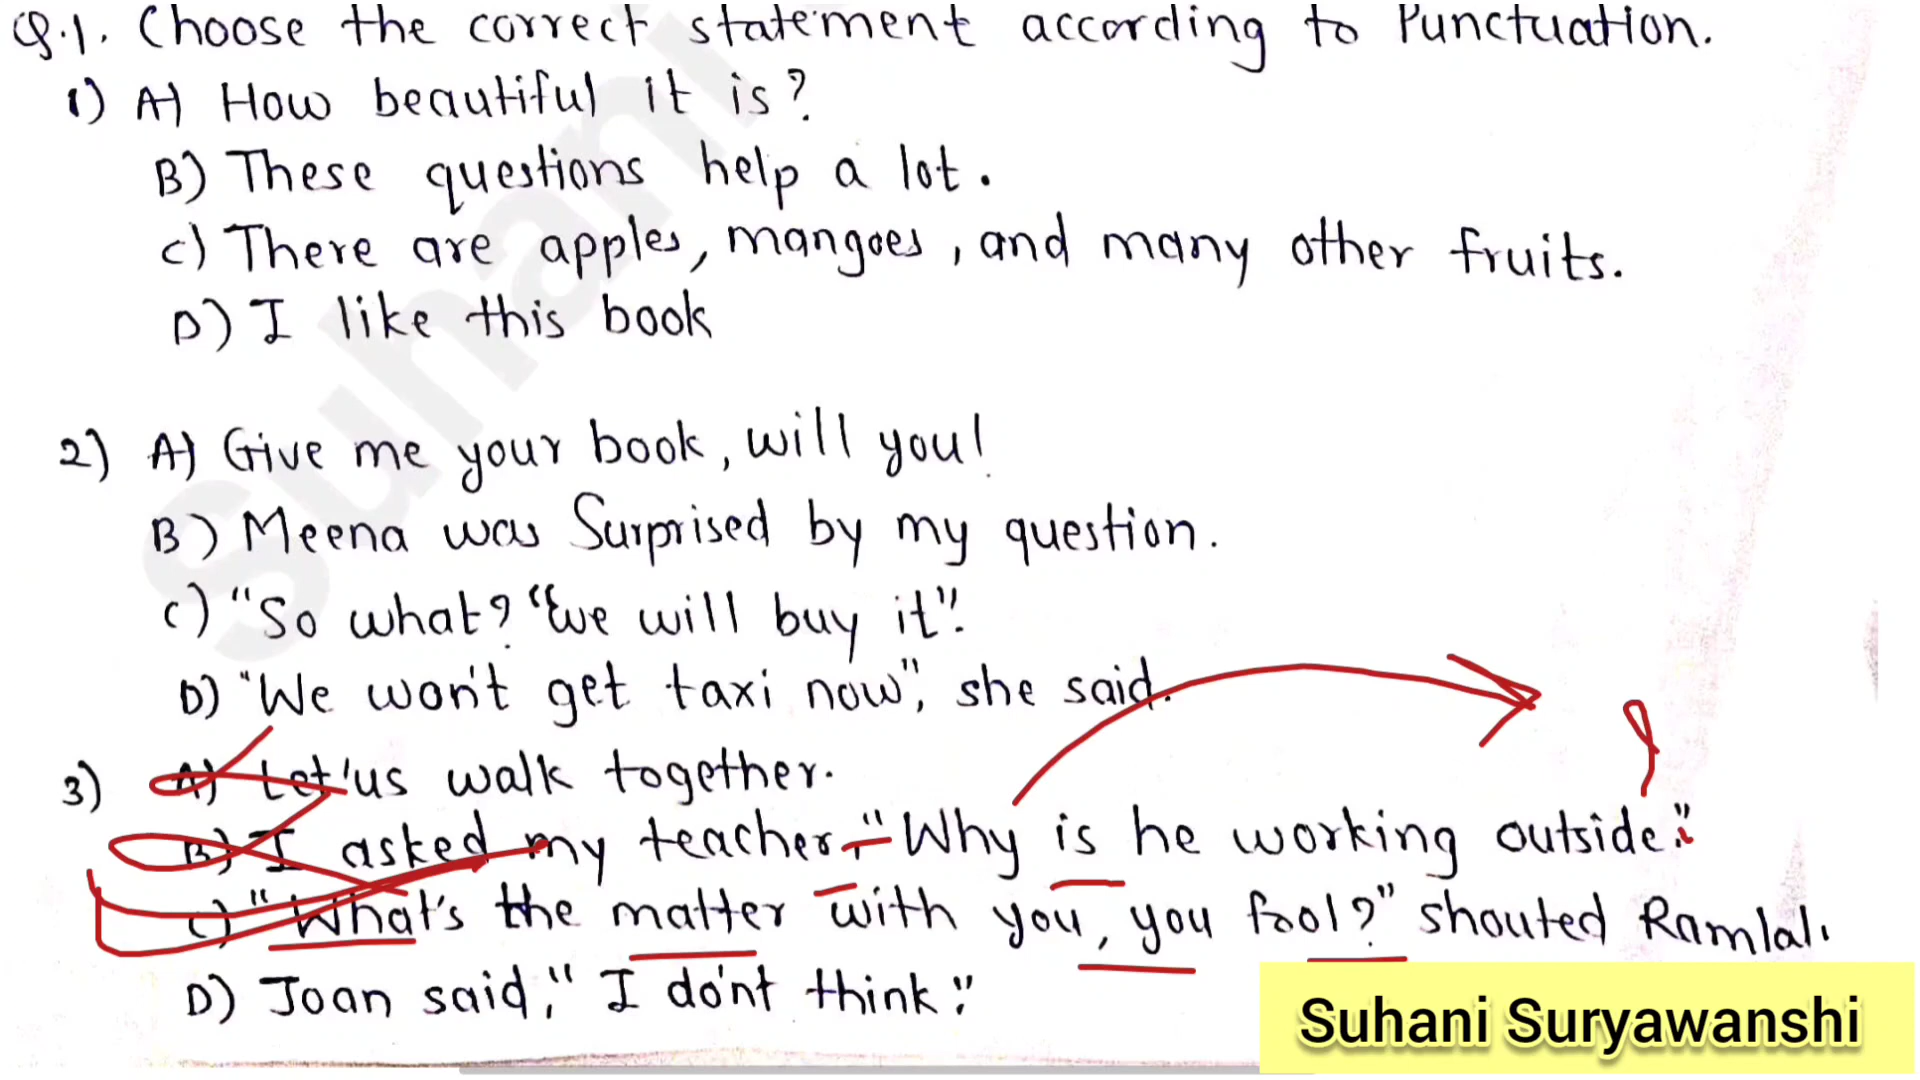 Q.1. Choose the correct statement according to Punctuation.
1) A) How beautiful it is?
B) These questions help a lot.
C) There are apples, mangoes, and many other fruits.
D) I like this book
2) A) Give me your book, will you!
B) Meena was Surprised by my question.
C) "So what? "We will buy it".
D) "We won't get taxi now", she said.
3) A) Let'us walk together.
B) I asked my teacher, "Why is he working outside."
C) "What's the matter with you, you fool?" shouted Ramlal.
D) Joan said, "I do'nt think."
Suhani Suryawanshi
Suhani